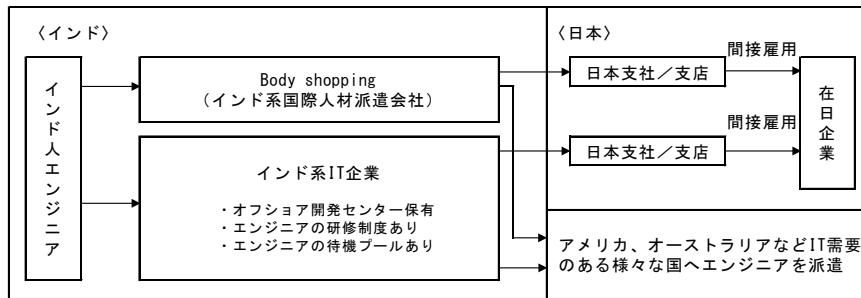 〈インド〉
インド人エンジニア
Body shopping
（インド系国際人材派遣会社）
インド系IT企業
・オフショア開発センター保有
・エンジニアの研修制度あり
・エンジニアの待機プールあり
〈日本〉
日本支社／支店
間接雇用
日本支社／支店
間接雇用
在日企業
アメリカ、オーストラリアなどIT需要
のある様々な国へエンジニアを派遣